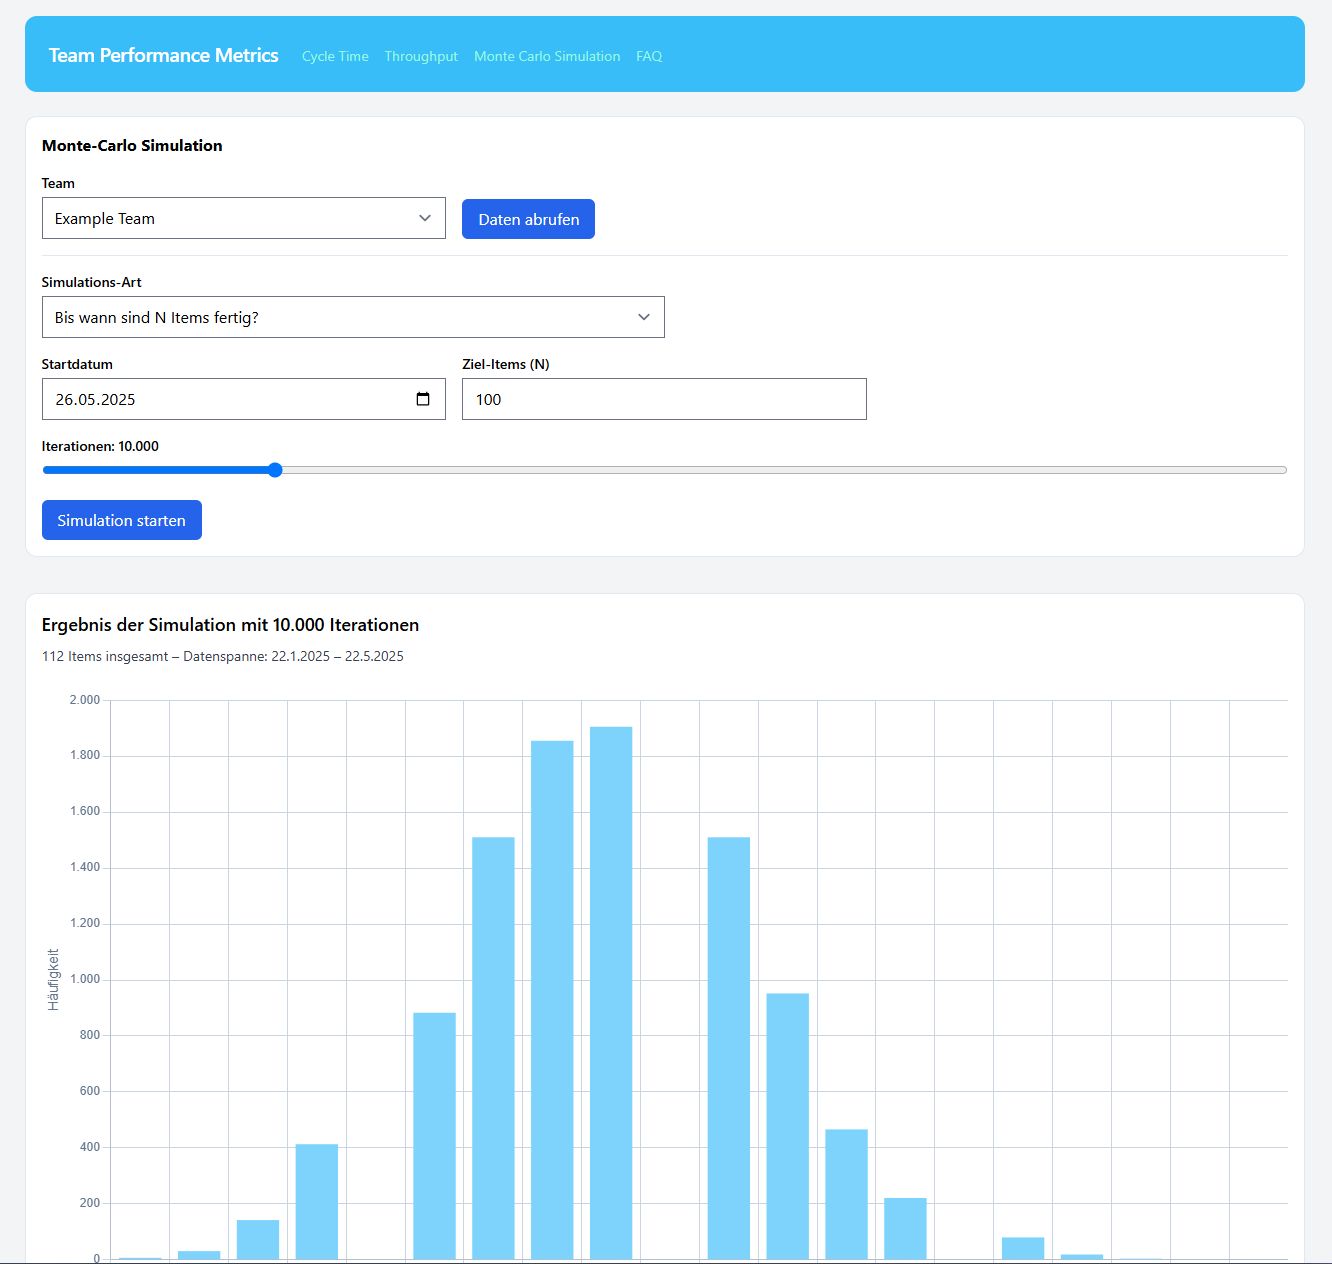 Team Performance Metrics Cycle Time Throughput Monte Carlo Simulation FAQ
Monte-Carlo Simulation
Team
Example Team Daten abrufen
Simulations-Art
Bis wann sind N Items fertig?
Startdatum Ziel-Items (N)
26.05.2025 100
Iterationen: 10.000
Simulation starten
Ergebnis der Simulation mit 10.000 Iterationen
112 Items insgesamt – Datenspanne: 22.1.2025 – 22.5.2025
2.000
1.800
1.600
1.400
1.200
1.000
800
600
400
200
0
Häufigkeit